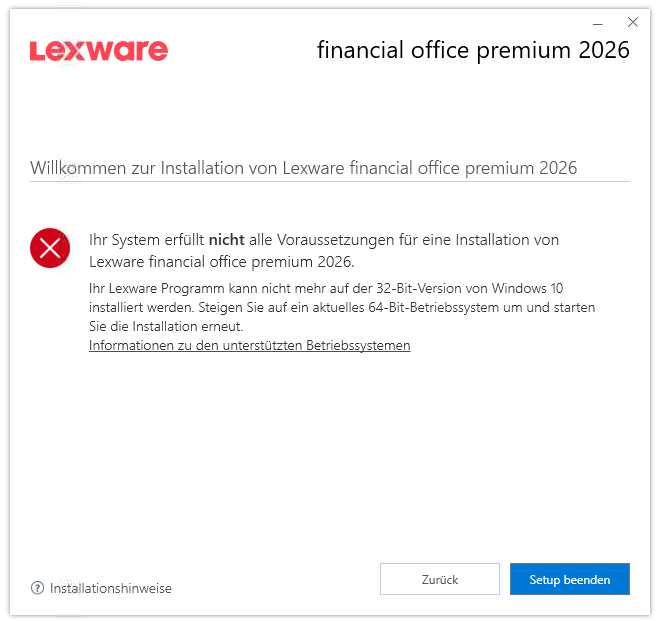 Lexware
financial office premium 2026
Willkommen zur Installation von Lexware financial office premium 2026
Ihr System erfüllt nicht alle Voraussetzungen für eine Installation von
Lexware financial office premium 2026.
Ihr Lexware Programm kann nicht mehr auf der 32-Bit-Version von Windows 10
installiert werden. Steigen Sie auf ein aktuelles 64-Bit-Betriebssystem um und starten
Sie die Installation erneut.
Informationen zu den unterstützten Betriebssystemen
Installationshinweise
Zurück
Setup beenden